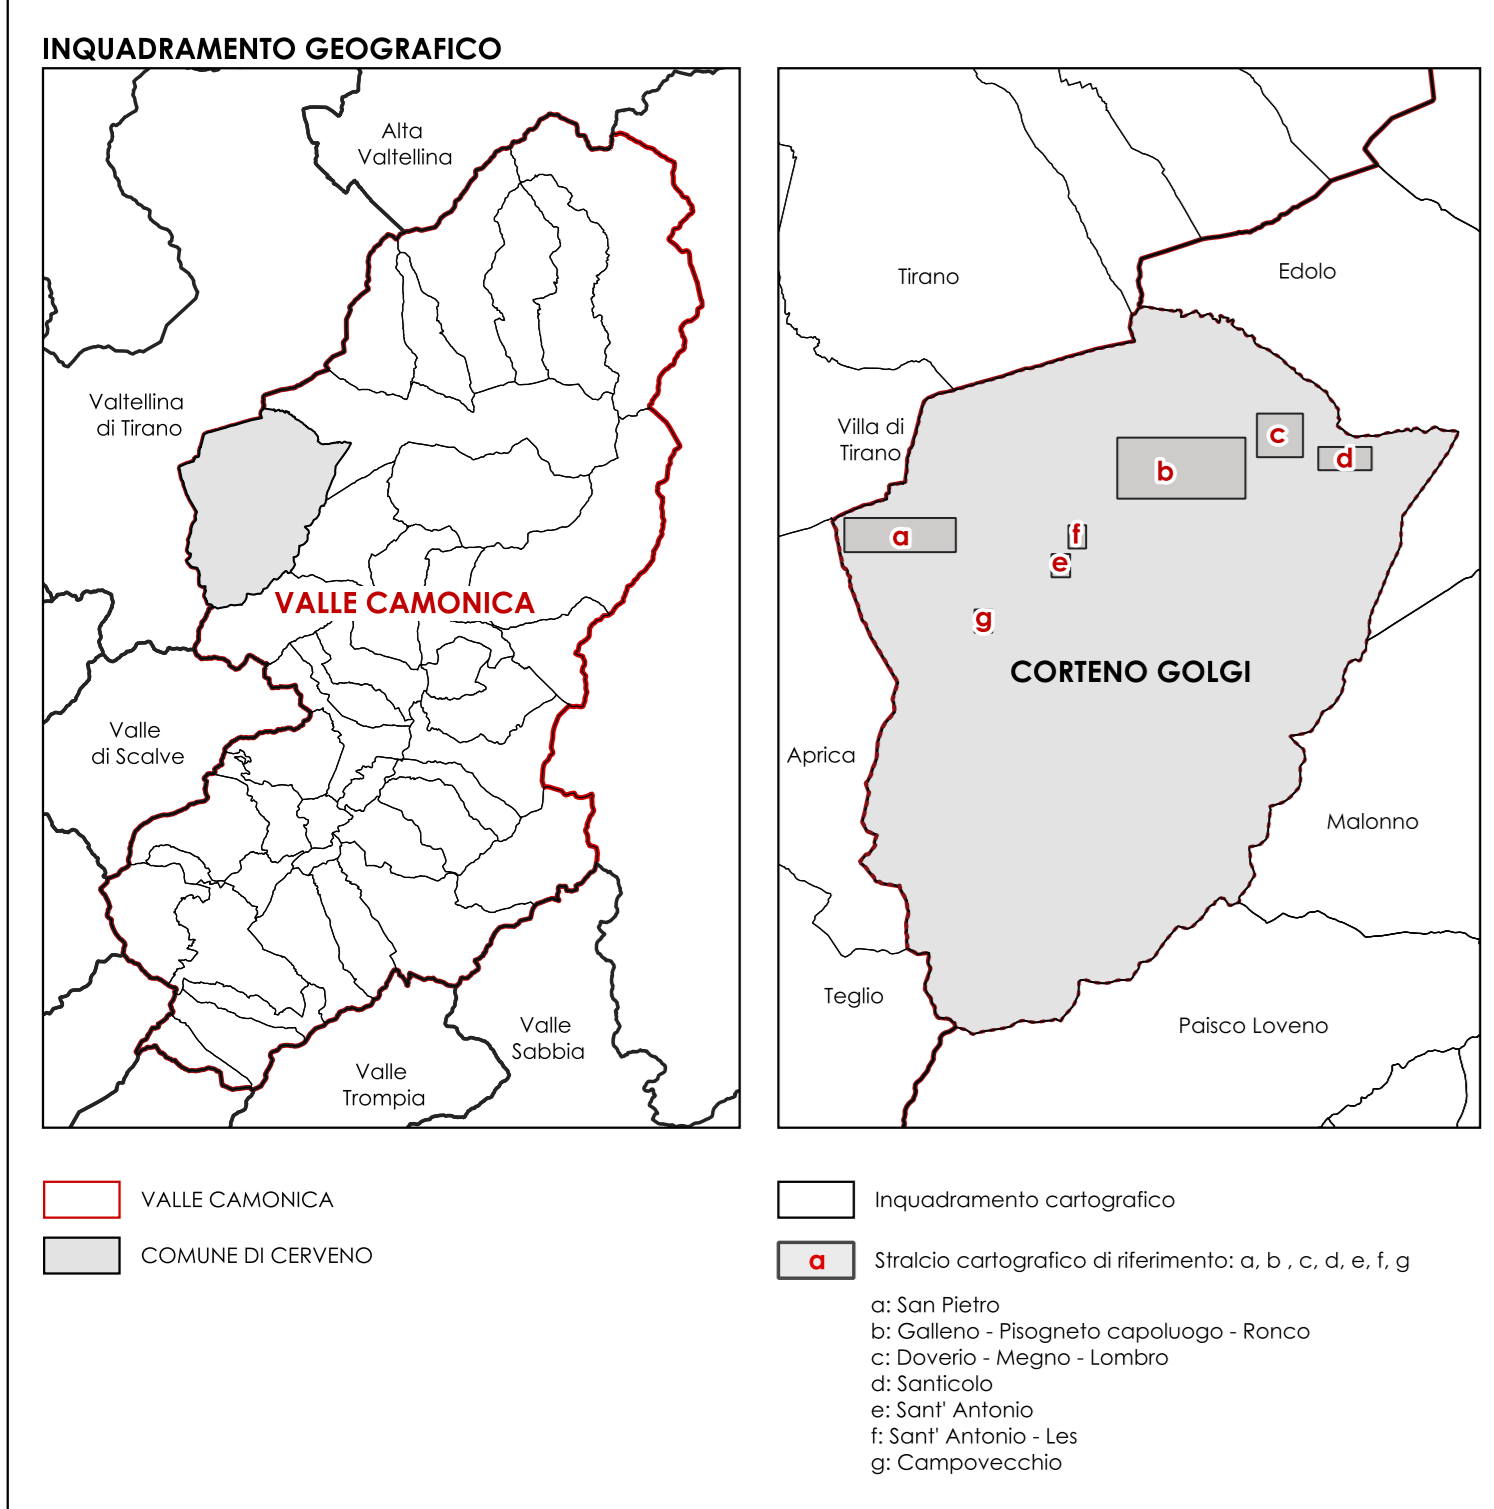 INQUADRAMENTO GEOGRAFICO
Alta
Valtellina
Valtellina
di Tirano
VALLE CAMONICA
Valle
di Scalve
Valle
Sabbia
Valle
Trompia
Tirano
Edolo
Villa di
Tirano
c
d
b
a
f
e
g
CORTENO GOLGI
Aprica
Malonno
Teglio
Paisco Loveno
VALLE CAMONICA
COMUNE DI CERVENO
Inquadramento cartografico
a Stralcio cartografico di riferimento: a, b , c, d, e, f, g
a: San Pietro
b: Galleno - Pisogneto capoluogo - Ronco
c: Doverio - Megno - Lombro
d: Santicolo
e: Sant' Antonio
f: Sant' Antonio - Les
g: Campovecchio